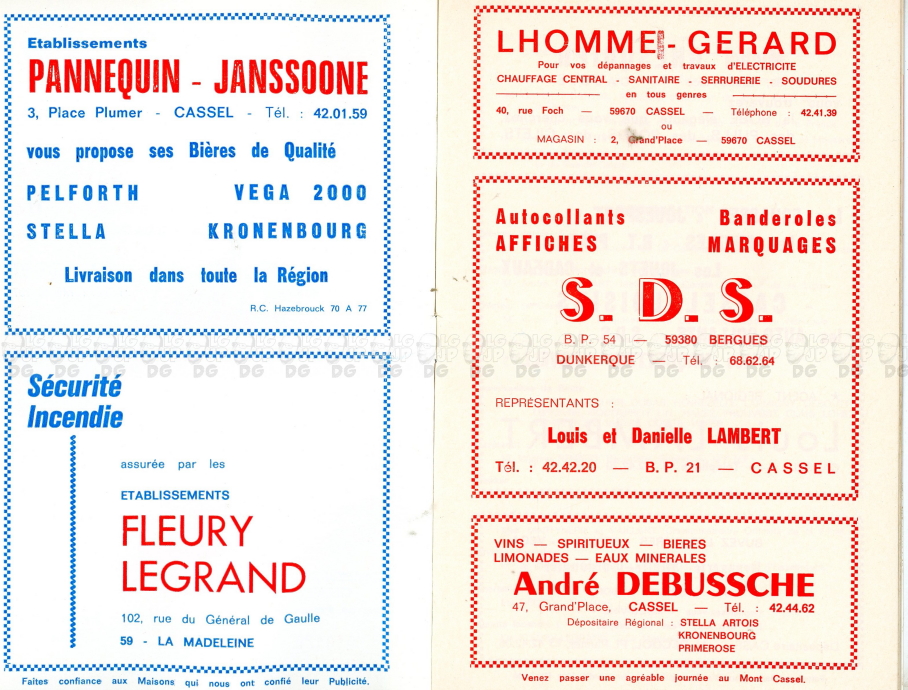 Etablissements
PANNEQUIN - JANSSOONE
3, Place Plumer - CASSEL - Tél. : 42.01.59
vous propose ses Bières de Qualité
PELFORTH VEGA 2000
STELLA KRONENBOURG
Livraison dans toute la Région
R.C. Hazebrouck 70 A 77
Sécurité
Incendie
assurée par les
ETABLISSEMENTS
FLEURY
LEGRAND
102, rue du Général de Gaulle
59 - LA MADELEINE
Faites confiance aux Maisons qui nous ont confié leur Publicité.
LHOMME - GERARD
Pour vos dépannages et travaux d'ELECTRICITE
CHAUFFAGE CENTRAL - SANITAIRE - SERRURERIE - SOUDURES
en tous genres
40, rue Foch — 59670 CASSEL — Téléphone : 42.41.39
ou
MAGASIN : 2, Grand'Place — 59670 CASSEL
Autocollants Banderoles
AFFICHES MARQUAGES
S. D. S.
B. P. 54 — 59380 BERGUES
DUNKERQUE — Tél. : 68.62.64
REPRÉSENTANTS :
Louis et Danielle LAMBERT
Tél. : 42.42.20 — B. P. 21 — CASSEL
VINS — SPIRITUEUX — BIERES
LIMONADES — EAUX MINERALES
André DEBUSSCHE
47, Grand'Place, CASSEL — Tél. : 42.44.62
Dépositaire Régional : STELLA ARTOIS
KRONENBOURG
PRIMEROSE
Venez passer une agréable journée au Mont Cassel.